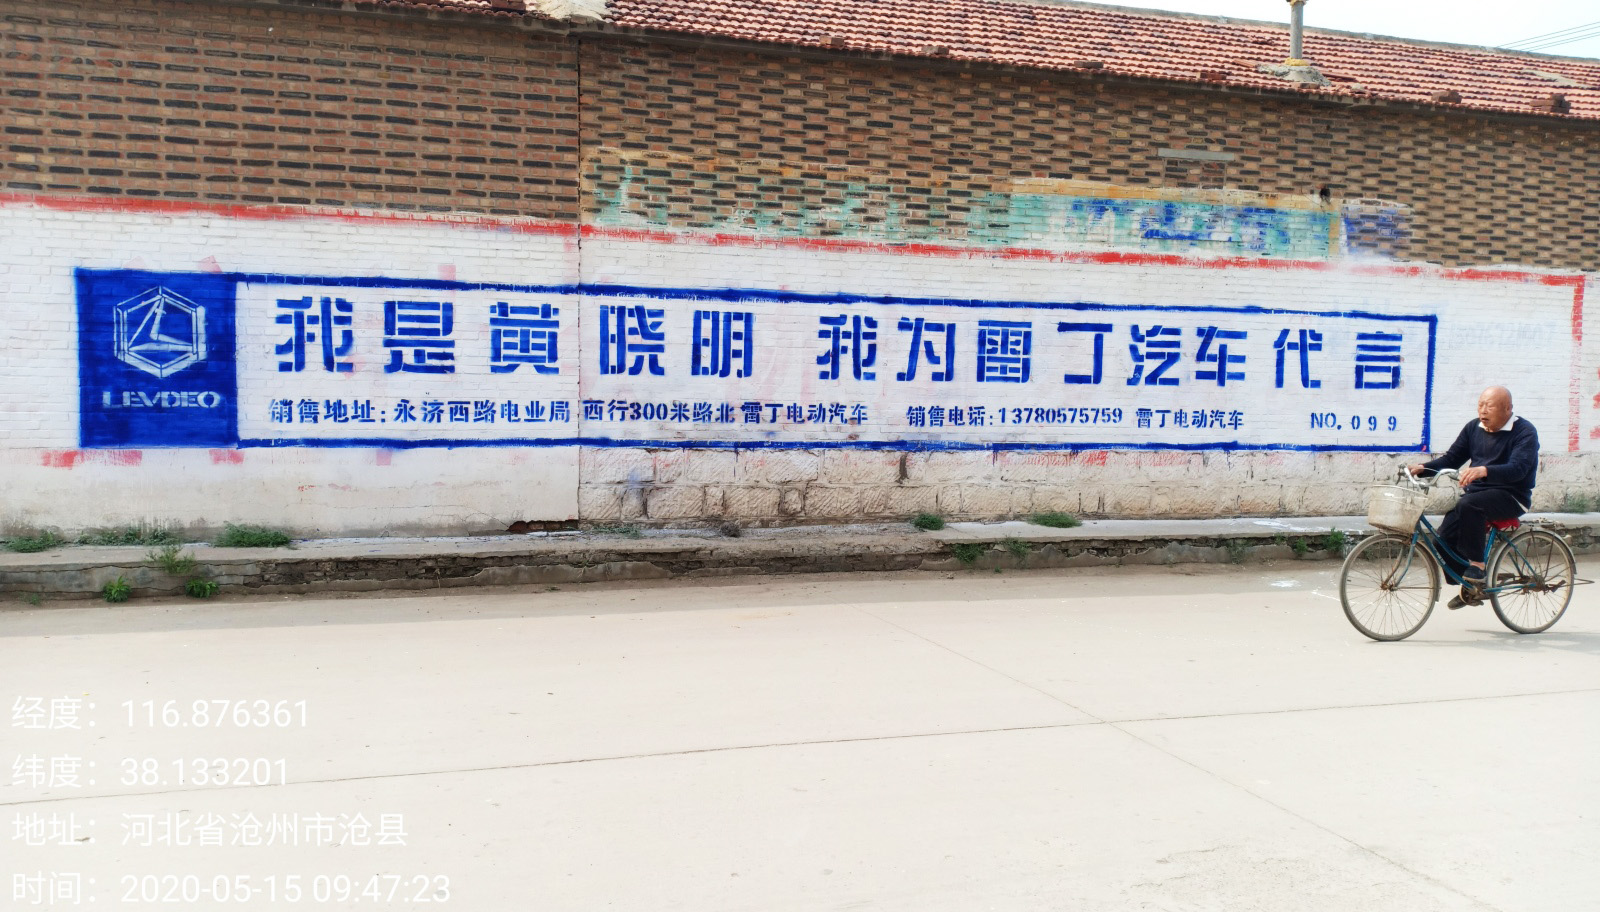 我是黄晓明 我为雷丁汽车代言
LEVDEO
销售地址:永济西路电业局 西行300米路北 雷丁电动汽车 销售电话:13780575759 雷丁电动汽车 NO.099
经度：116.876361
纬度：38.133201
地址：河北省沧州市沧县
时间：2020-05-15 09:47:23